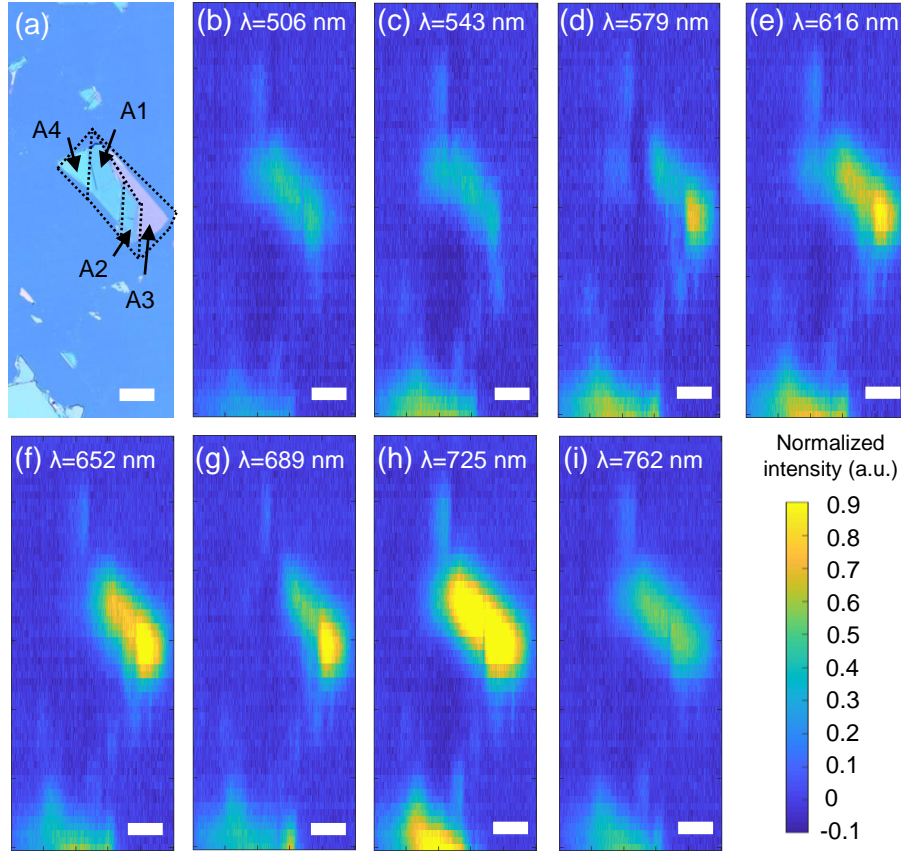 (a)
A1
A4
A2
A3
(b) λ=506 nm
(c) λ=543 nm
(d) λ=579 nm
(e) λ=616 nm
(f) λ=652 nm
(g) λ=689 nm
(h) λ=725 nm
(i) λ=762 nm
Normalized
intensity (a.u.)
0.9
0.8
0.7
0.6
0.5
0.4
0.3
0.2
0.1
0
-0.1